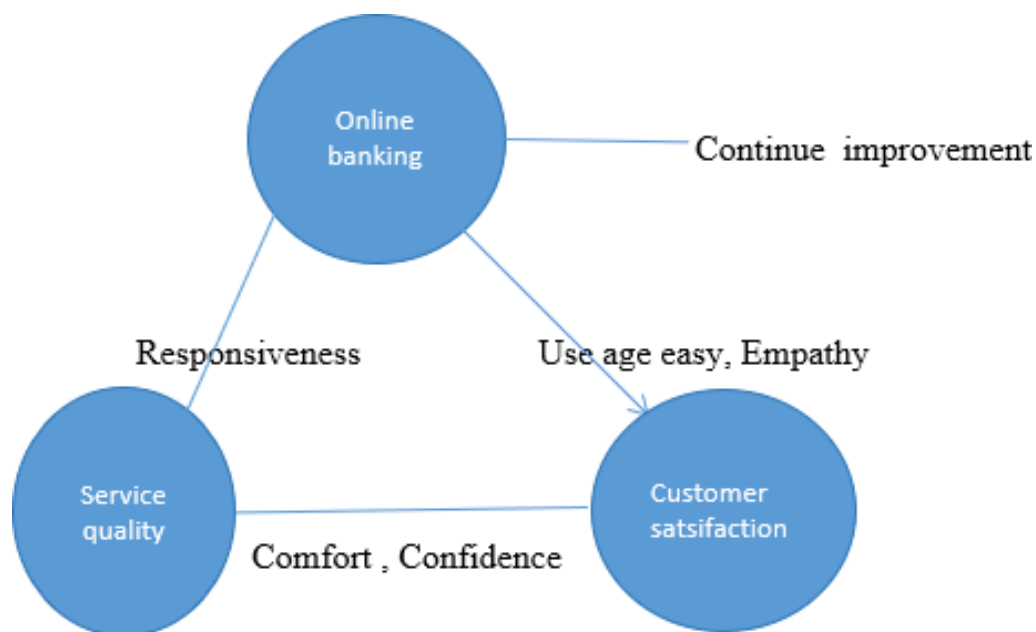 Online
banking
Continue improvement
Responsiveness
Use age easy, Empathy
Service
quality
Customer
satsifaction
Comfort , Confidence